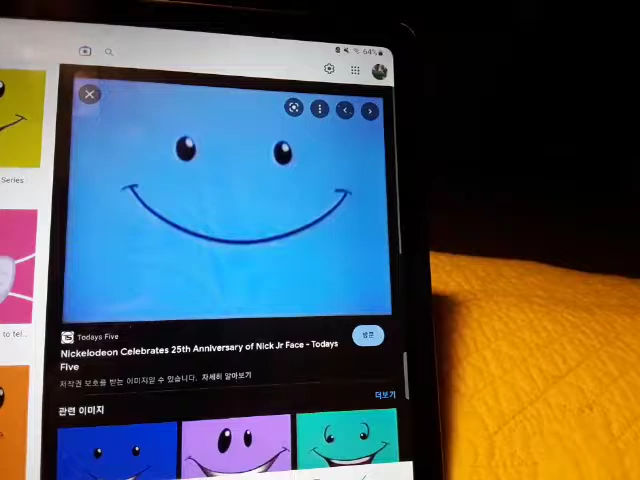 64%
Series
to tel...
Todays Five
방문
Nickelodeon Celebrates 25th Anniversary of Nick Jr Face - Todays
Five
저작권 보호를 받는 이미지일 수 있습니다. 자세히 알아보기
더보기
관련 이미지